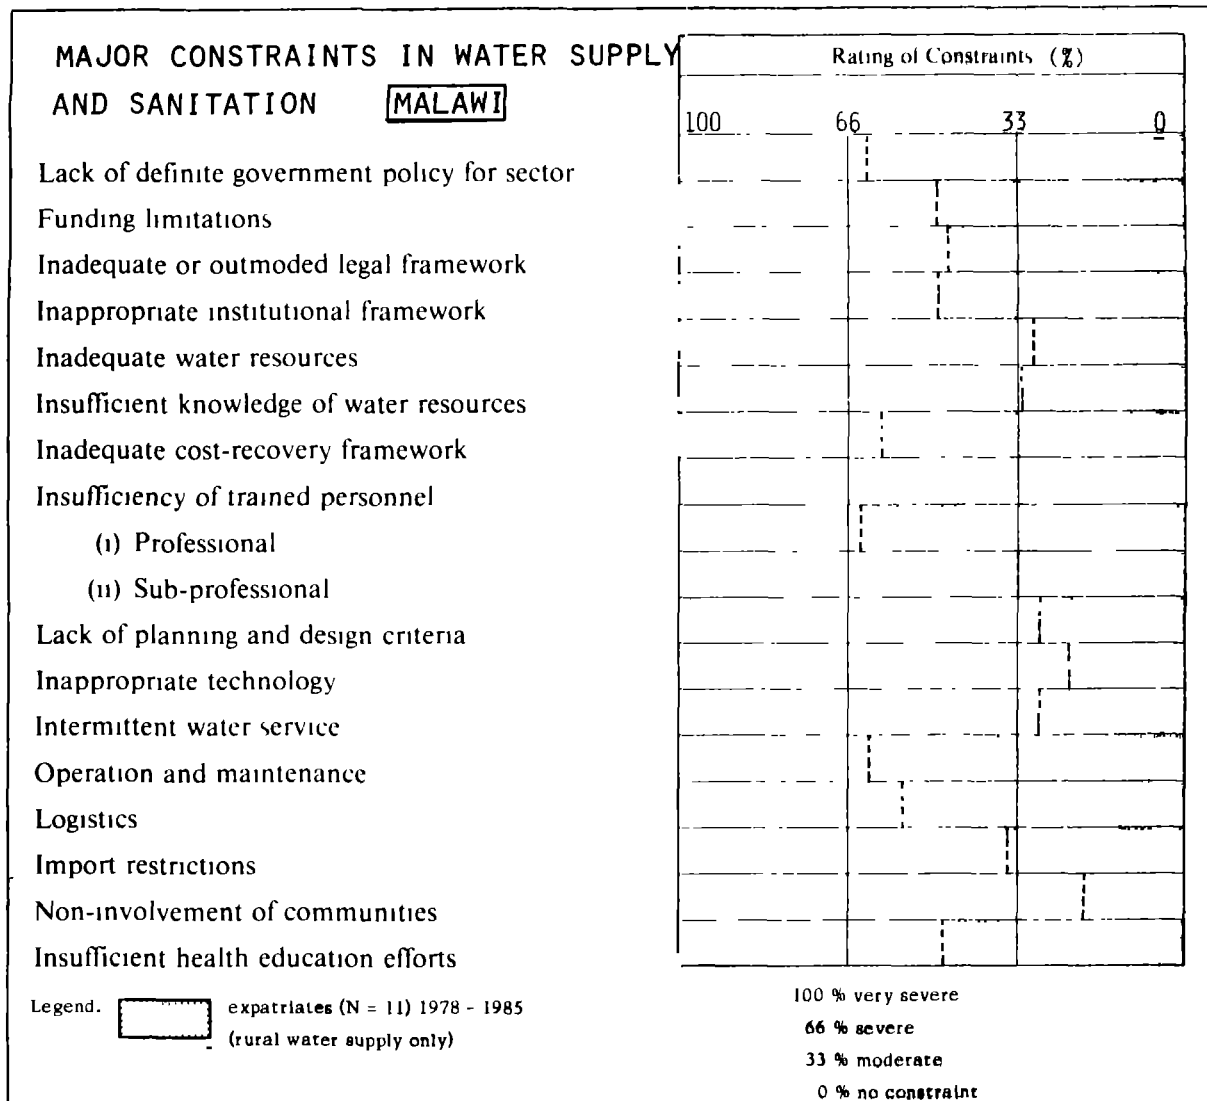 MAJOR CONSTRAINTS IN WATER SUPPLY
AND SANITATION MALAWI
Rating of Constraints (%)
100 66 33 0
Lack of definite government policy for sector
Funding limitations
Inadequate or outmoded legal framework
Inappropriate institutional framework
Inadequate water resources
Insufficient knowledge of water resources
Inadequate cost-recovery framework
Insufficiency of trained personnel
(i) Professional
(ii) Sub-professional
Lack of planning and design criteria
Inappropriate technology
Intermittent water service
Operation and maintenance
Logistics
Import restrictions
Non-involvement of communities
Insufficient health education efforts
Legend. expatriates (N = 11) 1978 - 1985
(rural water supply only)
100 % very severe
66 % severe
33 % moderate
0 % no constraint